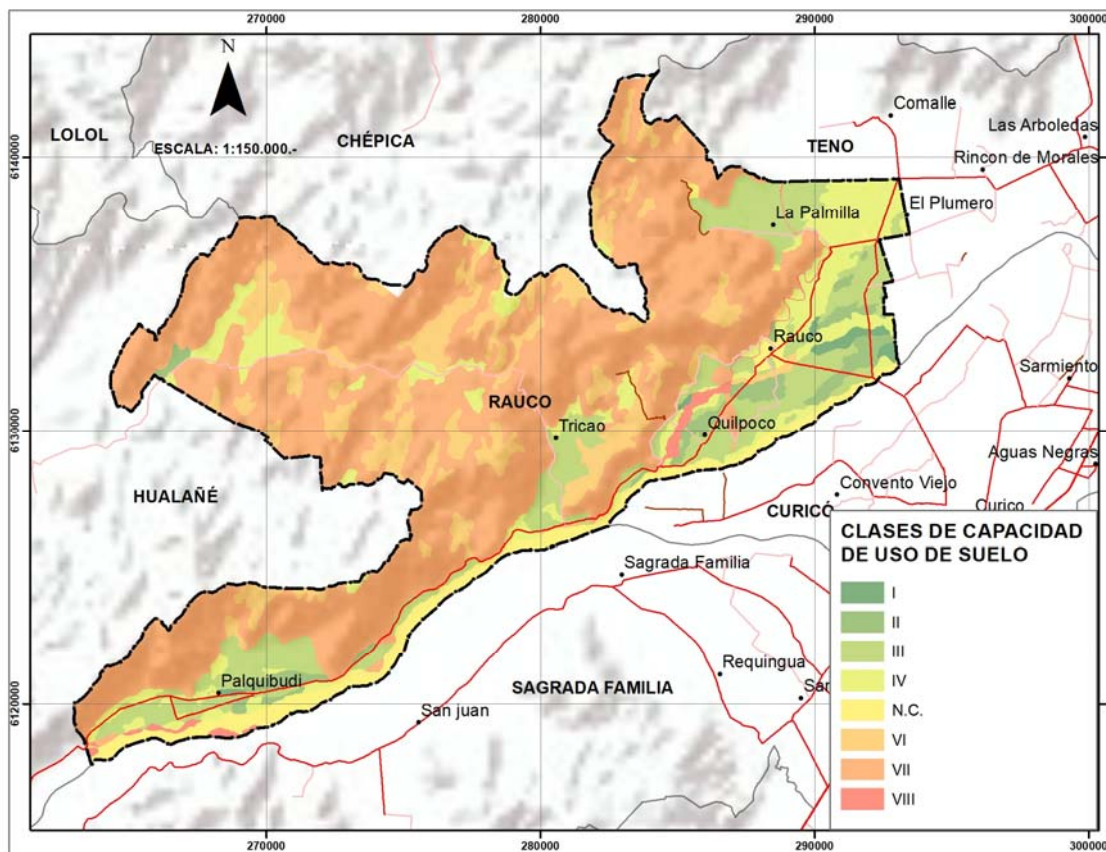 270000
280000
290000
300000
N
Comalle
LOLOL
CHÉPICA
TENO
Las Arboledas
ESCALA: 1:150.000.-
6140000
Rincon de Morales
El Plumero
La Palmilla
Rauco
Sarmiento
RAUCO
6130000
Tricao
Quilpoco
Aguas Negras
HUALAÑÉ
Convento Viejo
CURICÓ
Curico
CLASES DE CAPACIDAD
DE USO DE SUELO
Sagrada Familia
I
II
III
Requingua
Palquibudi
SAGRADA FAMILIA
IV
6120000
San juan
N.C.
VI
VII
VIII
270000
280000
290000
300000